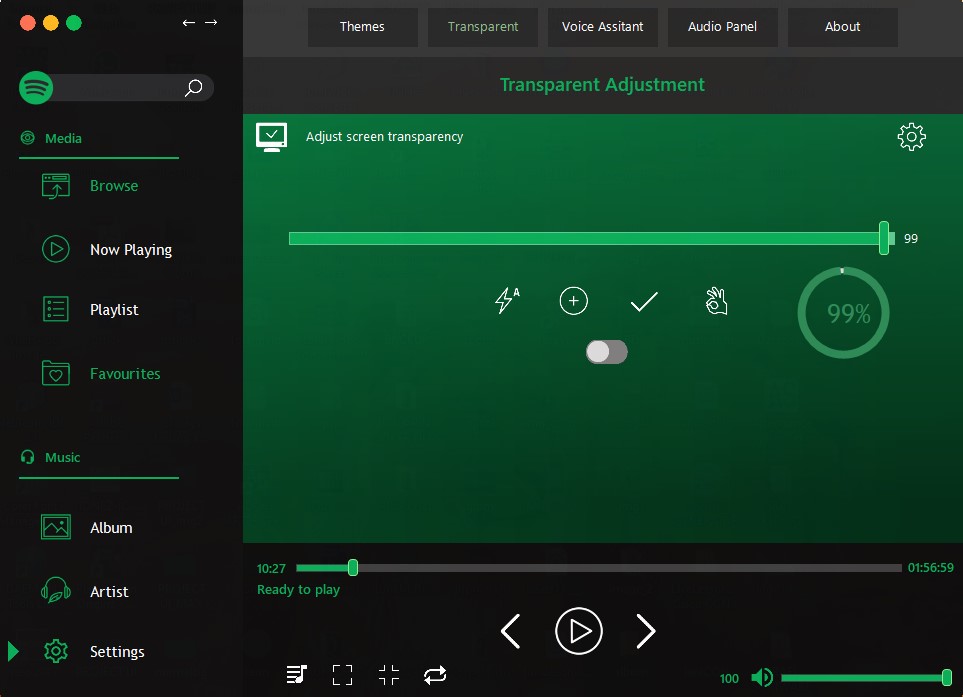 Themes
Transparent
Voice Assitant
Audio Panel
About
Transparent Adjustment
Media
Browse
Now Playing
Playlist
Favourites
Music
Album
Artist
Settings
Adjust screen transparency
99
A
99%
10:27
01:56:59
Ready to play
100